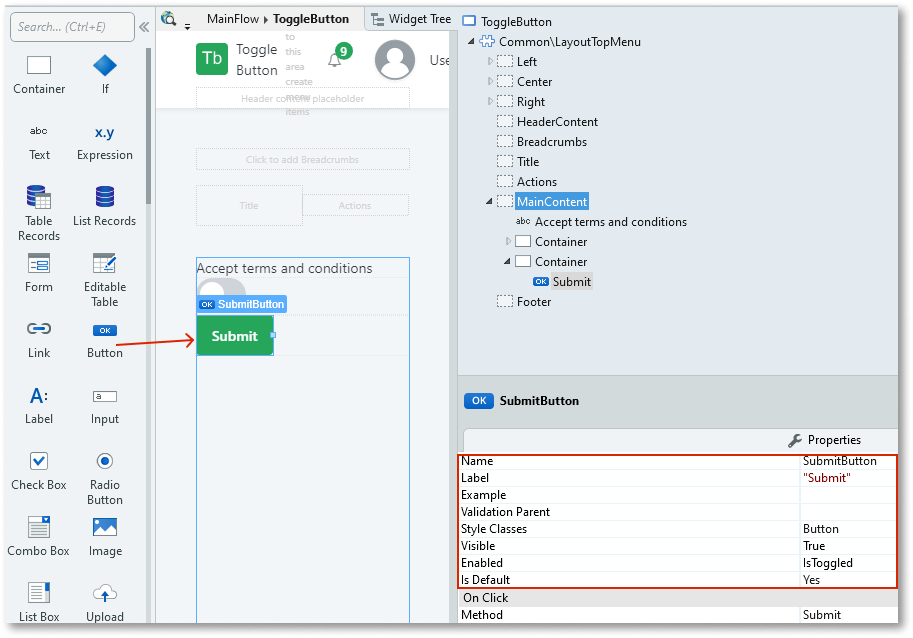 Search... (Ctrl+E)
Container
If
abc
Text
x.y
Expression
Table
Records
List Records
Form
Editable
Table
Link
OK
Button
A:
Label
a
Input
Check Box
Radio
Button
Combo Box
Image
List Box
Upload
MainFlow ToggleButton
Widget Tree
Tb
Toggle
Button
to
this
area
create
menu
items
9
Use
Header content placeholder
Click to add Breadcrumbs
Title
Actions
Accept terms and conditions
OK SubmitButton
Submit
ToggleButton
Common\LayoutTopMenu
Left
Center
Right
HeaderContent
Breadcrumbs
Title
Actions
MainContent
abc Accept terms and conditions
Container
Container
OK Submit
Footer
OK SubmitButton
Properties
Name SubmitButton
Label "Submit"
Example
Validation Parent
Style Classes Button
Visible True
Enabled IsToggled
Is Default Yes
On Click
Method Submit